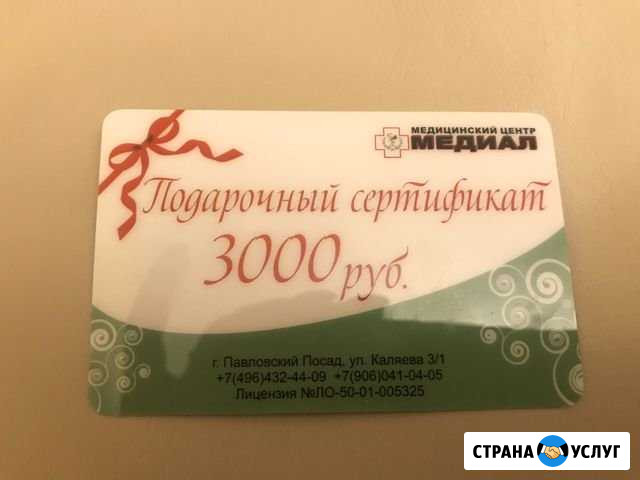 МЕДИЦИНСКИЙ ЦЕНТР
МЕДИАЛ
Подарочный сертификат
3000 руб.
г. Павловский Посад, ул. Каляева 3/1
+7(496)432-44-09 +7(906)041-04-05
Лицензия №ЛО-50-01-005325
СТРАНА УСЛУГ